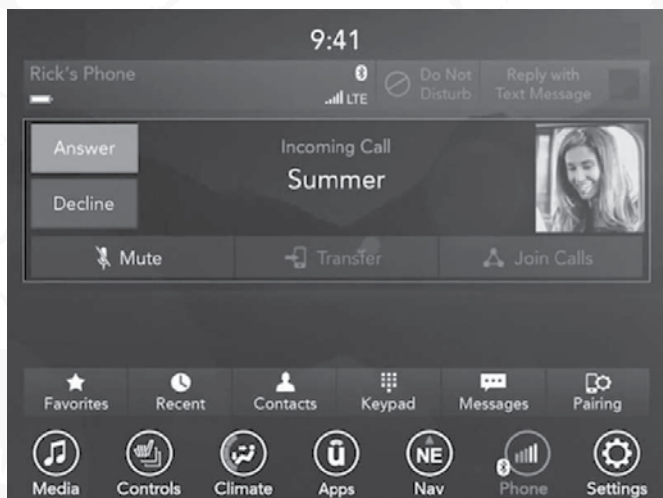 9:41
Rick's Phone
LTE
Do Not
Disturb
Reply with
Text Message
Answer
Incoming Call
Summer
Decline
Mute
Transfer
Join Calls
Favorites
Recent
Contacts
Keypad
Messages
Pairing
NE
Media
Controls
Climate
Apps
Nav
Phone
Settings